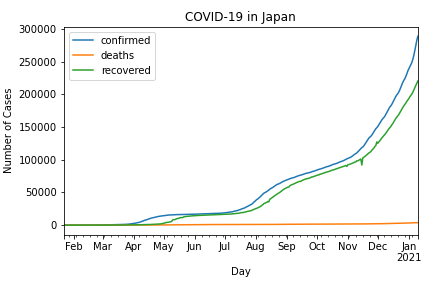 COVID-19 in Japan
confirmed
deaths
recovered
Number of Cases
300000
250000
200000
150000
100000
50000
0
Feb Mar Apr May Jun Jul Aug Sep Oct Nov Dec Jan
2021
Day